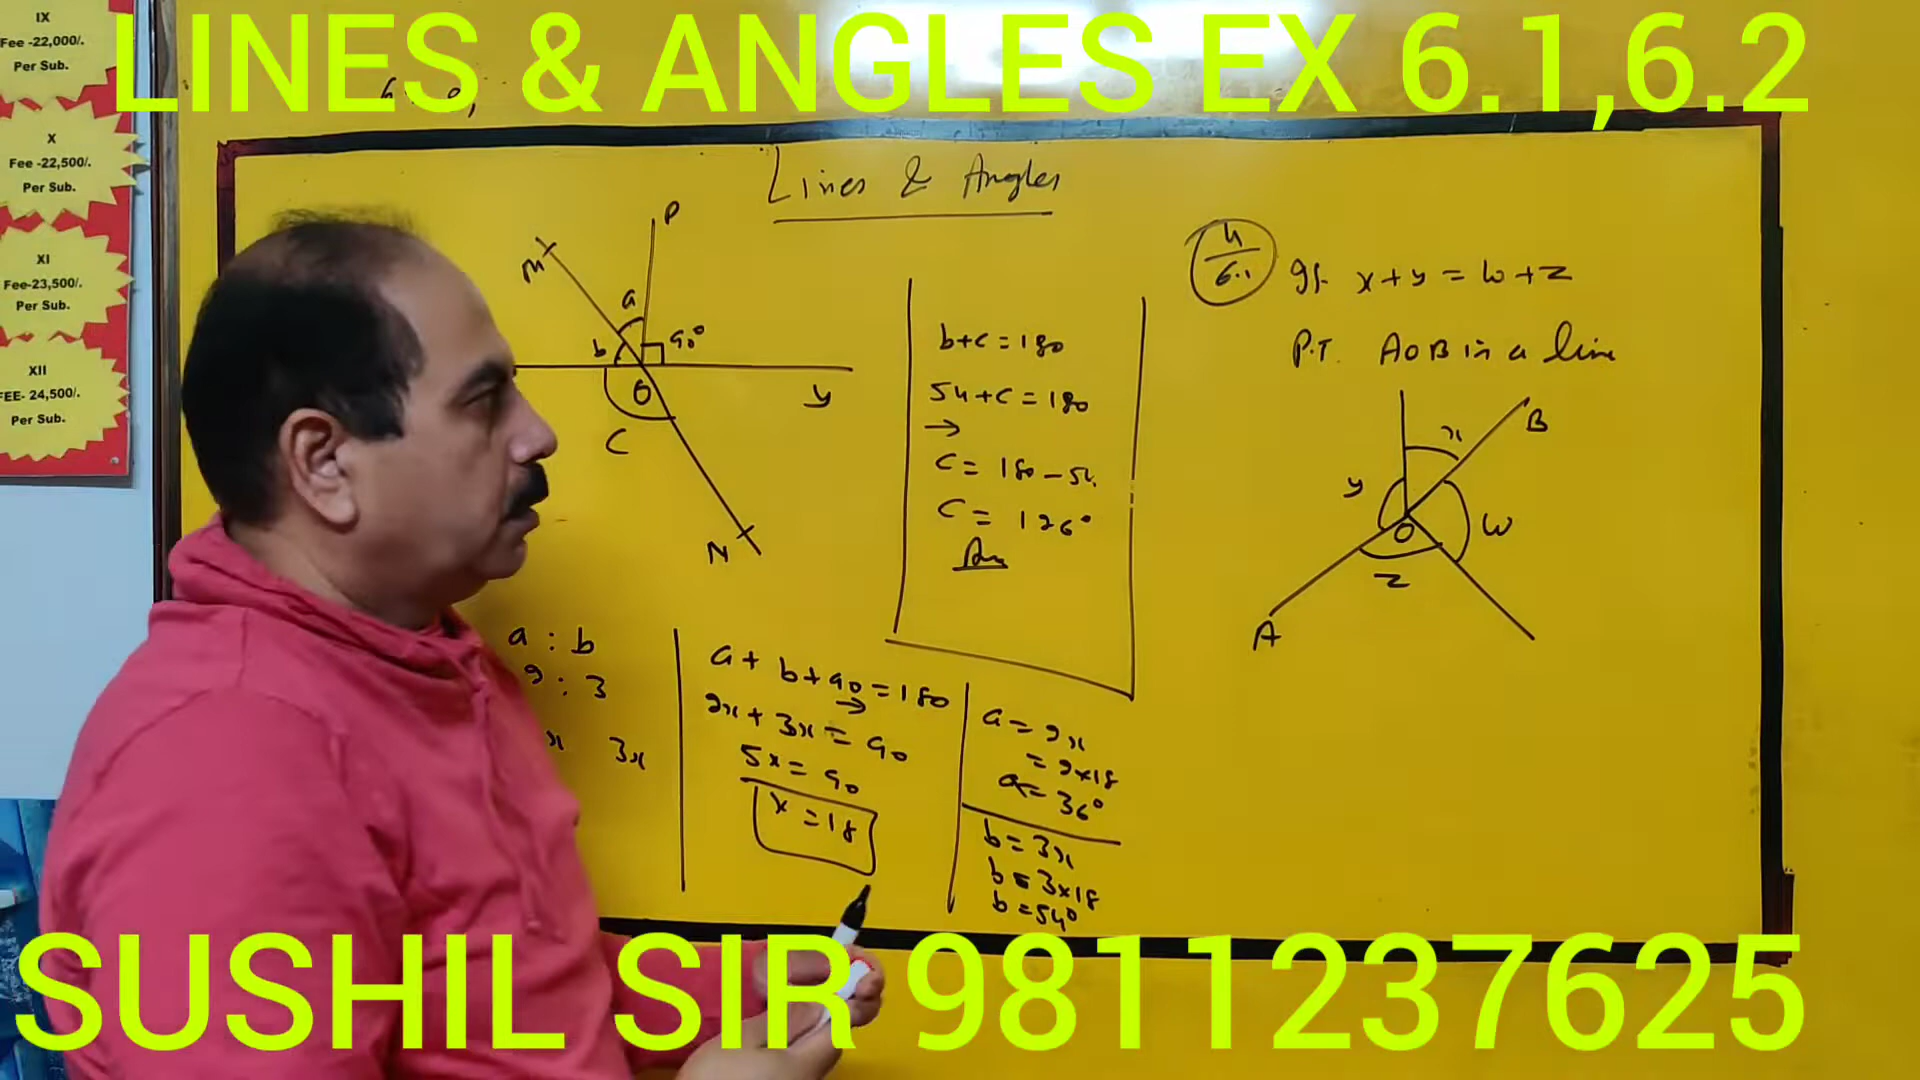 LINES & ANGLES EX 6.1,6.2
IX
Fee -22,000/.
Per Sub.
X
Fee -22,500/.
Per Sub.
XI
Fee-23,500/.
Per Sub.
XII
FEE- 24,500/.
Per Sub.
Lines & Angles
M
P
a
b
90°
O
y
C
N
a : b
2 : 3
x 3x
a + b + 90 = 180
2x + 3x = 90
5x = 90
x = 18
a = 2x
= 2x18
a = 36°
b = 3x
b = 3x18
b = 54°
b+c = 180
54+c = 180
→
C = 180 - 54
C = 126°
Ans
4/6.1
If x+y = w+z
P.T. AOB is a line
x
B
y
O
w
z
A
SUSHIL SIR 9811237625